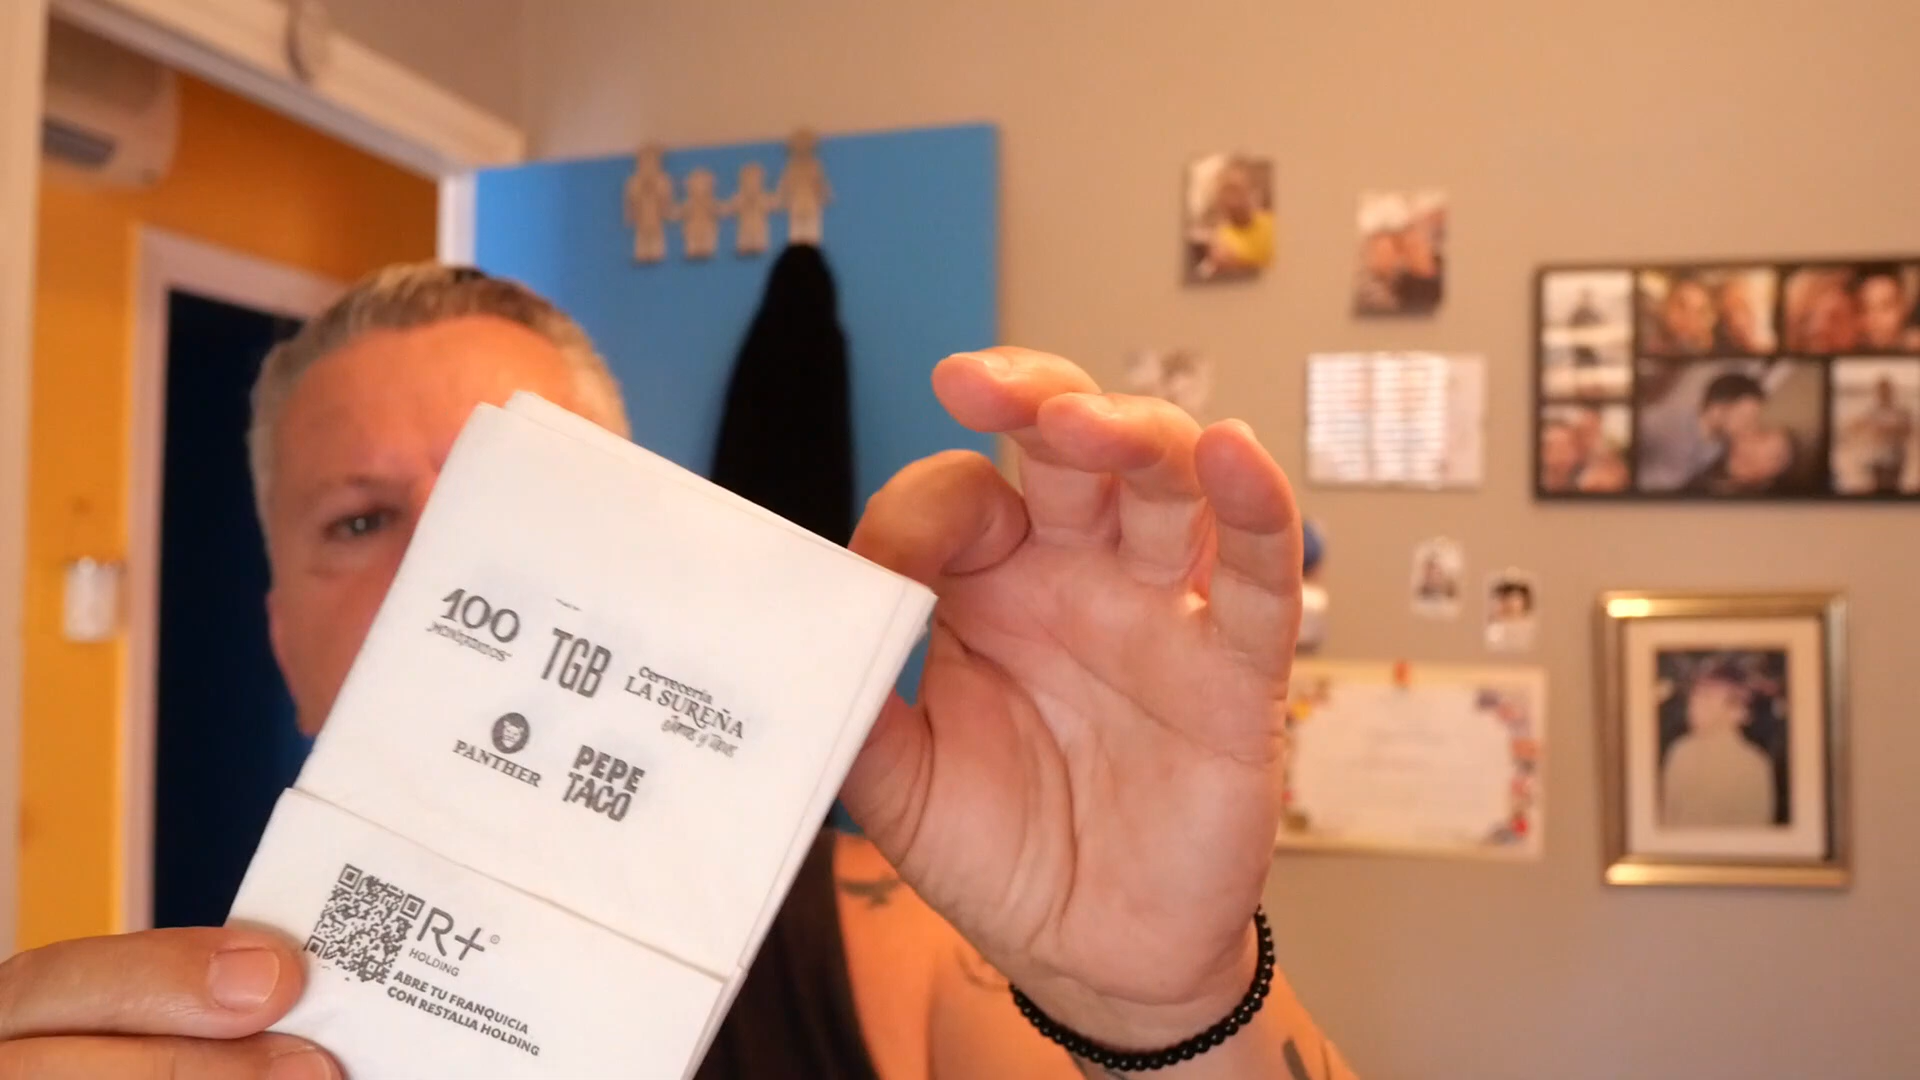 100
MONTADITOS
TGB
Cervecería
LA SUREÑA
PANTHER
PEPE
TACO
R+
HOLDING
ABRE TU FRANQUICIA
CON RESTALIA HOLDING